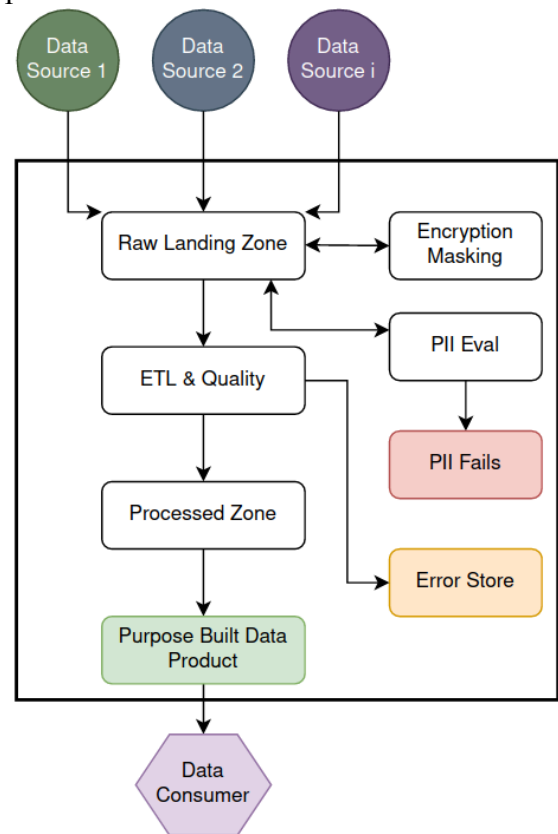 Data
Source 1
Data
Source 2
Data
Source i
Raw Landing Zone
Encryption
Masking
PII Eval
ETL & Quality
PII Fails
Processed Zone
Error Store
Purpose Built Data
Product
Data
Consumer